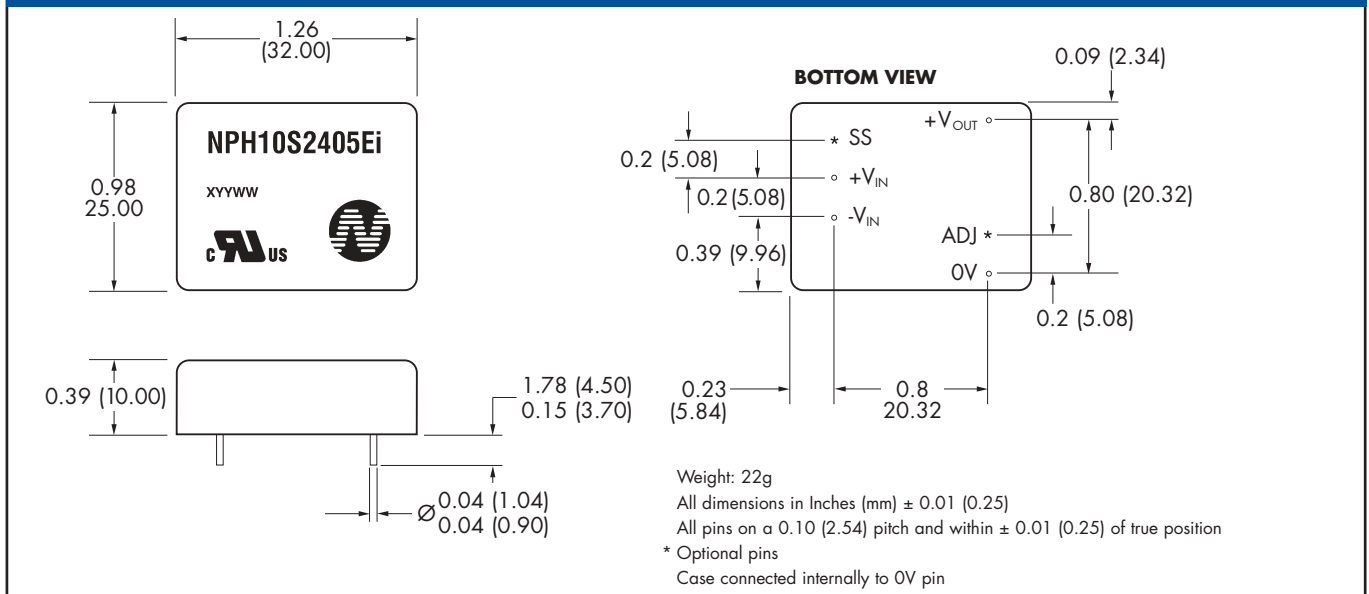 1.26
(32.00)
NPH10S2405Ei
XYYWW
c RU US
N
0.98
25.00
0.39 (10.00)
1.78 (4.50)
0.15 (3.70)
Ø 0.04 (1.04)
0.04 (0.90)
BOTTOM VIEW
0.09 (2.34)
+VOUT
* SS
0.2 (5.08)
+VIN
0.2 (5.08)
-VIN
0.80 (20.32)
ADJ *
0.39 (9.96)
0V
0.2 (5.08)
0.23
(5.84)
0.8
20.32
Weight: 22g
All dimensions in Inches (mm) ± 0.01 (0.25)
All pins on a 0.10 (2.54) pitch and within ± 0.01 (0.25) of true position
* Optional pins
Case connected internally to 0V pin